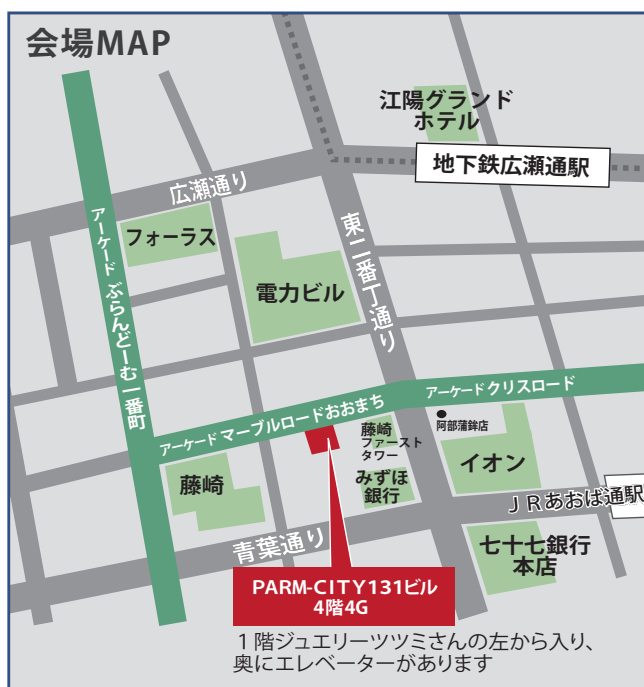 会場MAP
江陽グランド
ホテル
地下鉄広瀬通駅
広瀬通り
フォーラス
東二番丁通り
電力ビル
アーケード ぶらんどーむ一番町
アーケード クリスロード
アーケード マーブルロードおおまち
阿部蒲鉾店
藤崎
ファースト
タワー
イオン
藤崎
みずほ
銀行
JRあおば通駅
青葉通り
七十七銀行
本店
PARM-CITY131ビル
4階4G
1階ジュエリーツツミさんの左から入り、
奥にエレベーターがあります